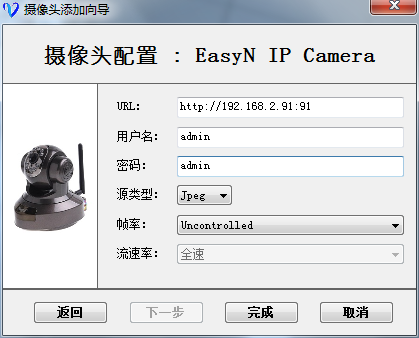 摄像头添加向导
摄像头配置 : EasyN IP Camera
URL: http://192.168.2.91:91
用户名: admin
密码: admin
源类型: Jpeg
帧率: Uncontrolled
流速率: 全速
返回 下一步 完成 取消